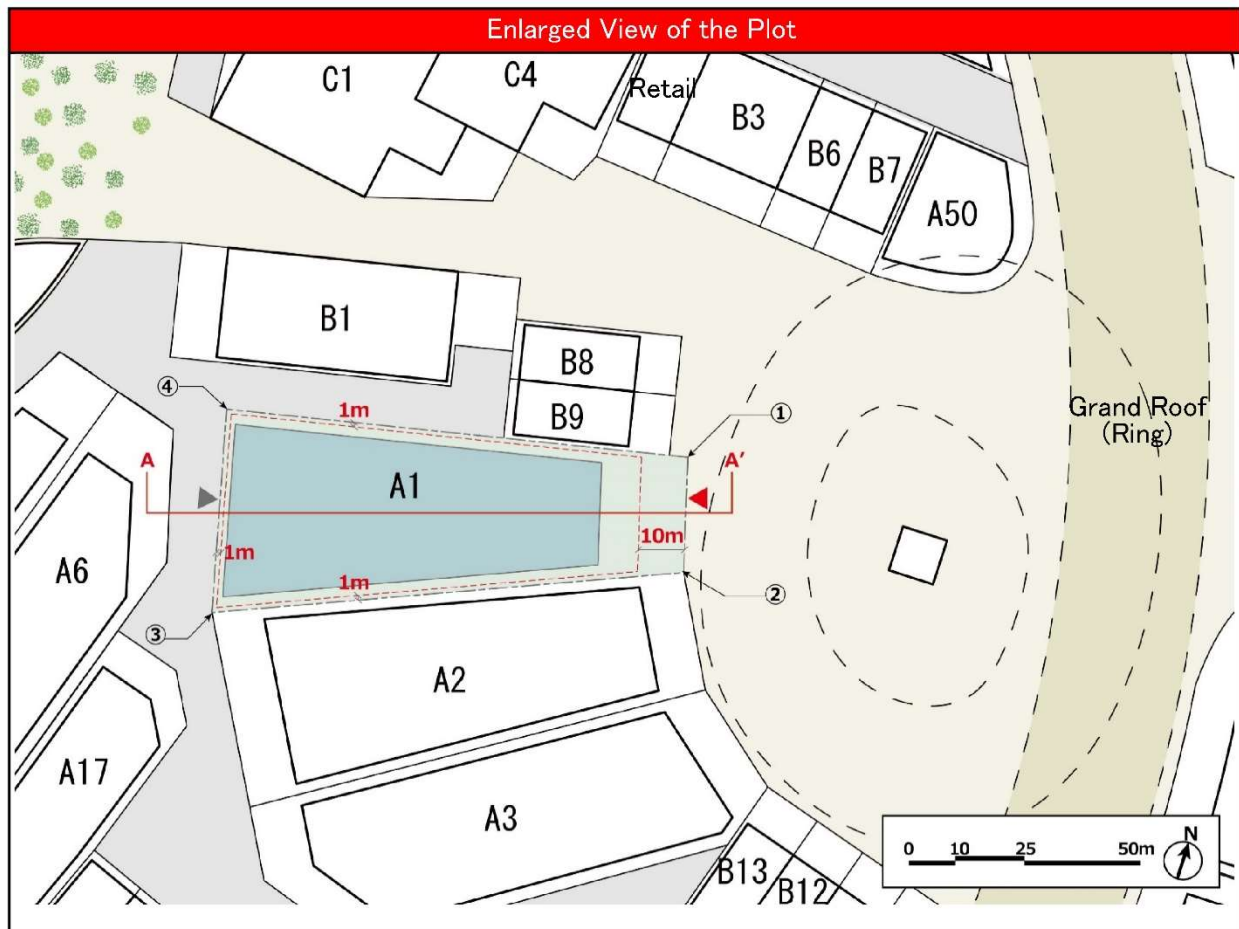 Enlarged View of the Plot
C1
C4
Retail
B3
B6
B7
A50
B1
B8
B9
④
①
1m
A
A1
A'
Grand Roof
(Ring)
10m
1m
1m
A6
②
③
A2
A17
A3
B13
B12
0 10 25 50m
N